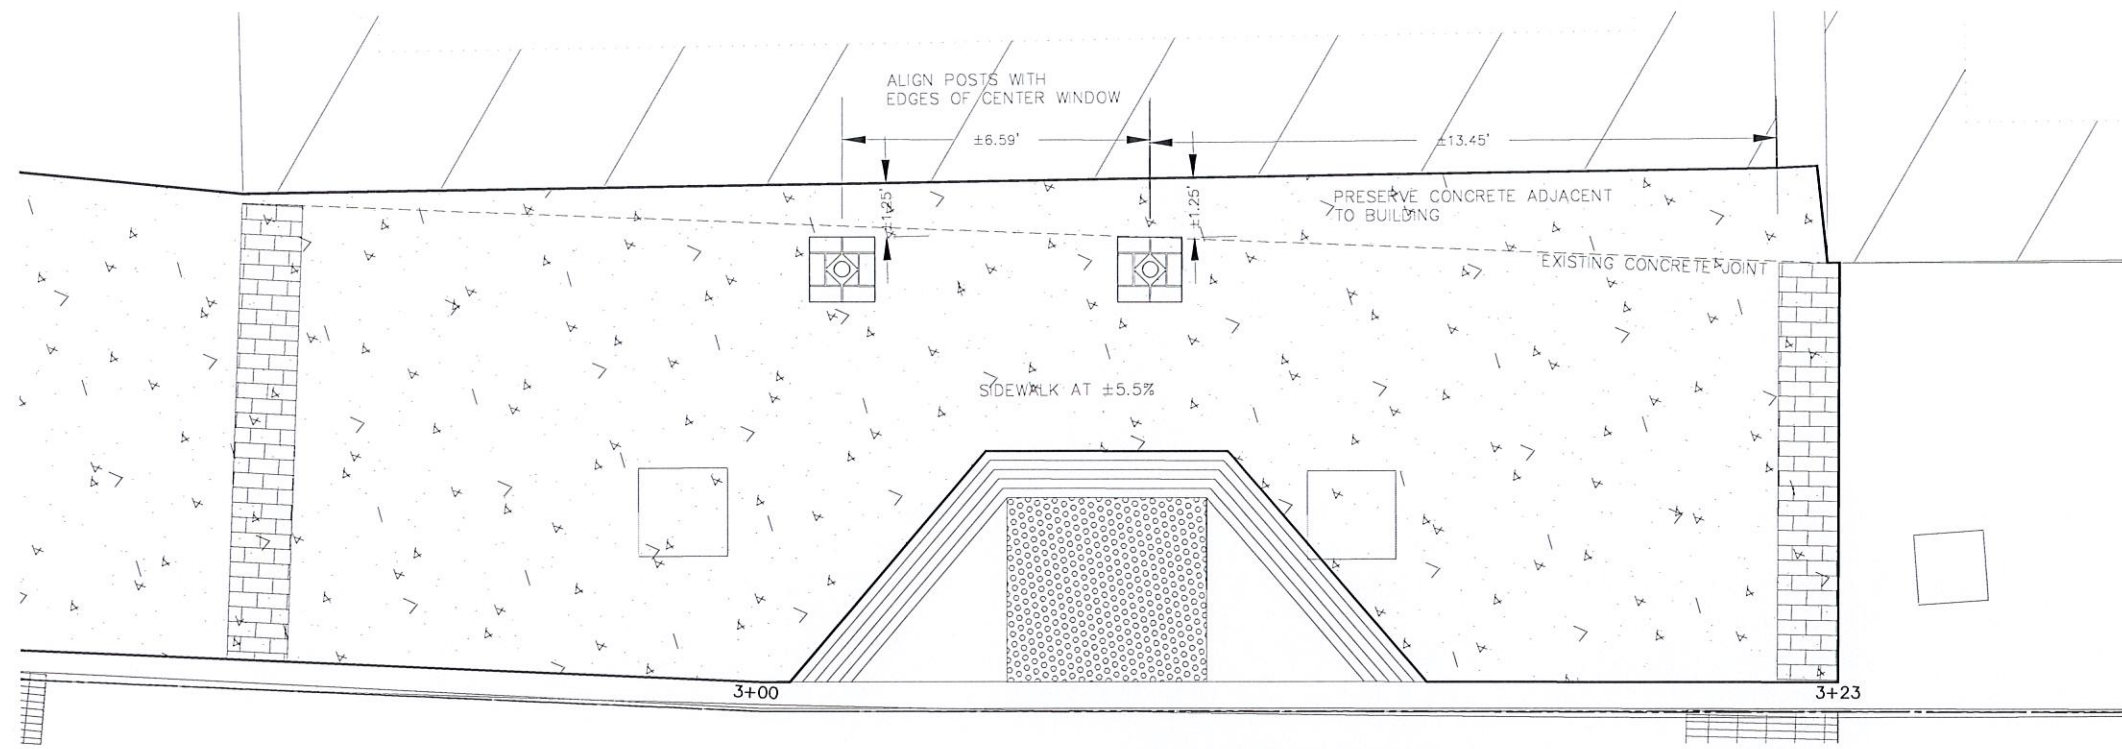 ALIGN POSTS WITH
EDGES OF CENTER WINDOW
±6.59'
±13.45'
±1.25'
±1.25'
PRESERVE CONCRETE ADJACENT
TO BUILDING
EXISTING CONCRETE JOINT
SIDEWALK AT ±5.5%
3+00
3+23